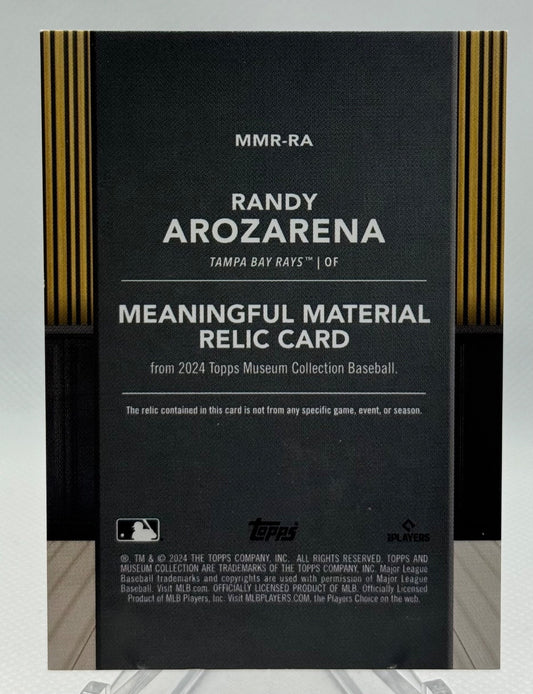 MMR-RA
RANDY
AROZARENA
TAMPA BAY RAYS™ | OF
MEANINGFUL MATERIAL
RELIC CARD
from 2024 Topps Museum Collection Baseball.
The relic contained in this card is not from any specific game, event, or season.
Topps
PLAYERS
®, TM & © 2024 THE TOPPS COMPANY, INC. ALL RIGHTS RESERVED. TOPPS AND
MUSEUM COLLECTION ARE TRADEMARKS OF THE TOPPS COMPANY, INC. Major League
Baseball trademarks and copyrights are used with permission of Major League
Baseball. Visit MLB.com. OFFICIALLY LICENSED PRODUCT OF MLB. Officially Licensed
Product of MLB Players, Inc. Visit MLBPLAYERS.COM, the Players Choice on the web.